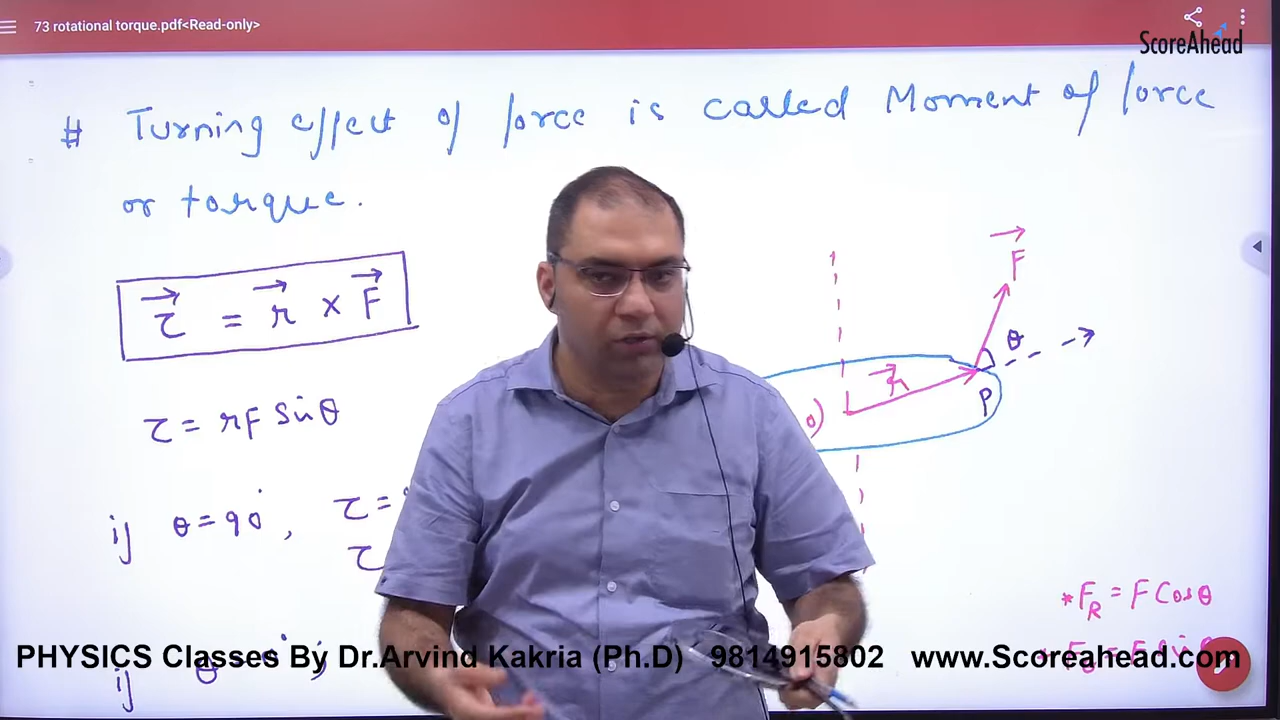 73 rotational torque.pdf<Read-only>
ScoreAhead
# Turning effect of force is called Moment of force
or torque.
τ⃗ = r⃗ × F⃗
τ = rF Sinθ
if θ = 90°, τ =
τ
if θ
F⃗
θ
r⃗
P
*F_R = F Cosθ
PHYSICS Classes By Dr.Arvind Kakria (Ph.D) 9814915802 www.Scoreahead.com